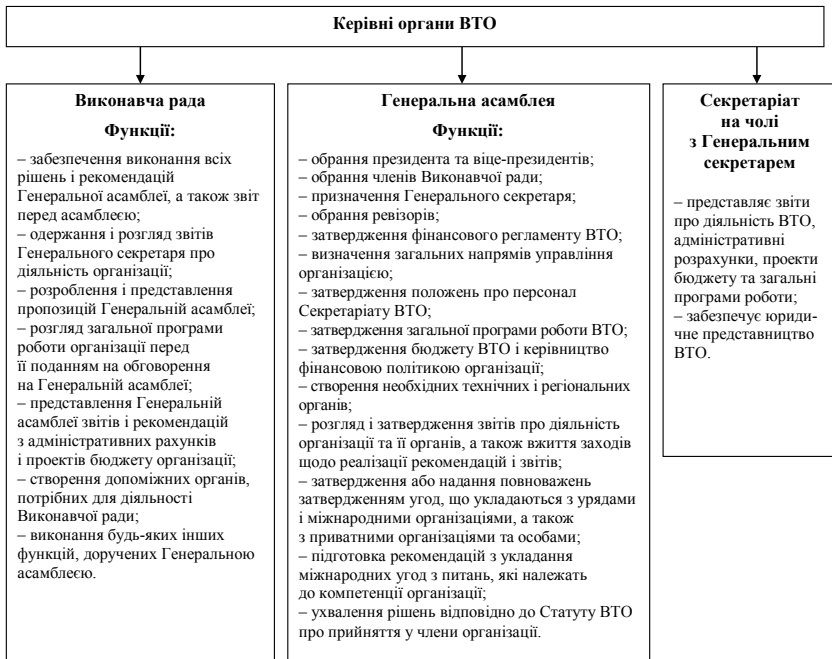 Керівні органи ВТО
Виконавча рада
Функції:
– забезпечення виконання всіх
рішень і рекомендацій
Генеральної асамблеї, а також звіт
перед асамблеєю;
– одержання і розгляд звітів
Генерального секретаря про
діяльність організації;
– розроблення і представлення
пропозицій Генеральній асамблеї;
– розгляд загальної програми
роботи організації перед
її поданням на обговорення
на Генеральній асамблеї;
– представлення Генеральній
асамблеї звітів і рекомендацій
з адміністративних рахунків
і проектів бюджету організації;
– створення допоміжних органів,
потрібних для діяльності
Виконавчої ради;
– виконання будь-яких інших
функцій, доручених Генеральною
асамблеєю.
Генеральна асамблея
Функції:
– обрання президента та віце-президентів;
– обрання членів Виконавчої ради;
– призначення Генерального секретаря;
– обрання ревізорів;
– затвердження фінансового регламенту ВТО;
– визначення загальних напрямів управління
організацією;
– затвердження положень про персонал
Секретаріату ВТО;
– затвердження загальної програми роботи ВТО;
– затвердження бюджету ВТО і керівництво
фінансовою політикою організації;
– створення необхідних технічних і регіональних
органів;
– розгляд і затвердження звітів про діяльність
організації та її органів, а також вжиття заходів
щодо реалізації рекомендацій і звітів;
– затвердження або надання повноважень
затвердженням угод, що укладаються з урядами
і міжнародними організаціями, а також
з приватними організаціями та особами;
– підготовка рекомендацій з укладання
міжнародних угод з питань, які належать
до компетенції організації;
– ухвалення рішень відповідно до Статуту ВТО
про прийняття у члени організації.
Секретаріат
на чолі
з Генеральним
секретарем
– представляє звіти
про діяльність ВТО,
адміністративні
розрахунки, проекти
бюджету та загальні
програми роботи;
– забезпечує юриди-
чне представництво
ВТО.